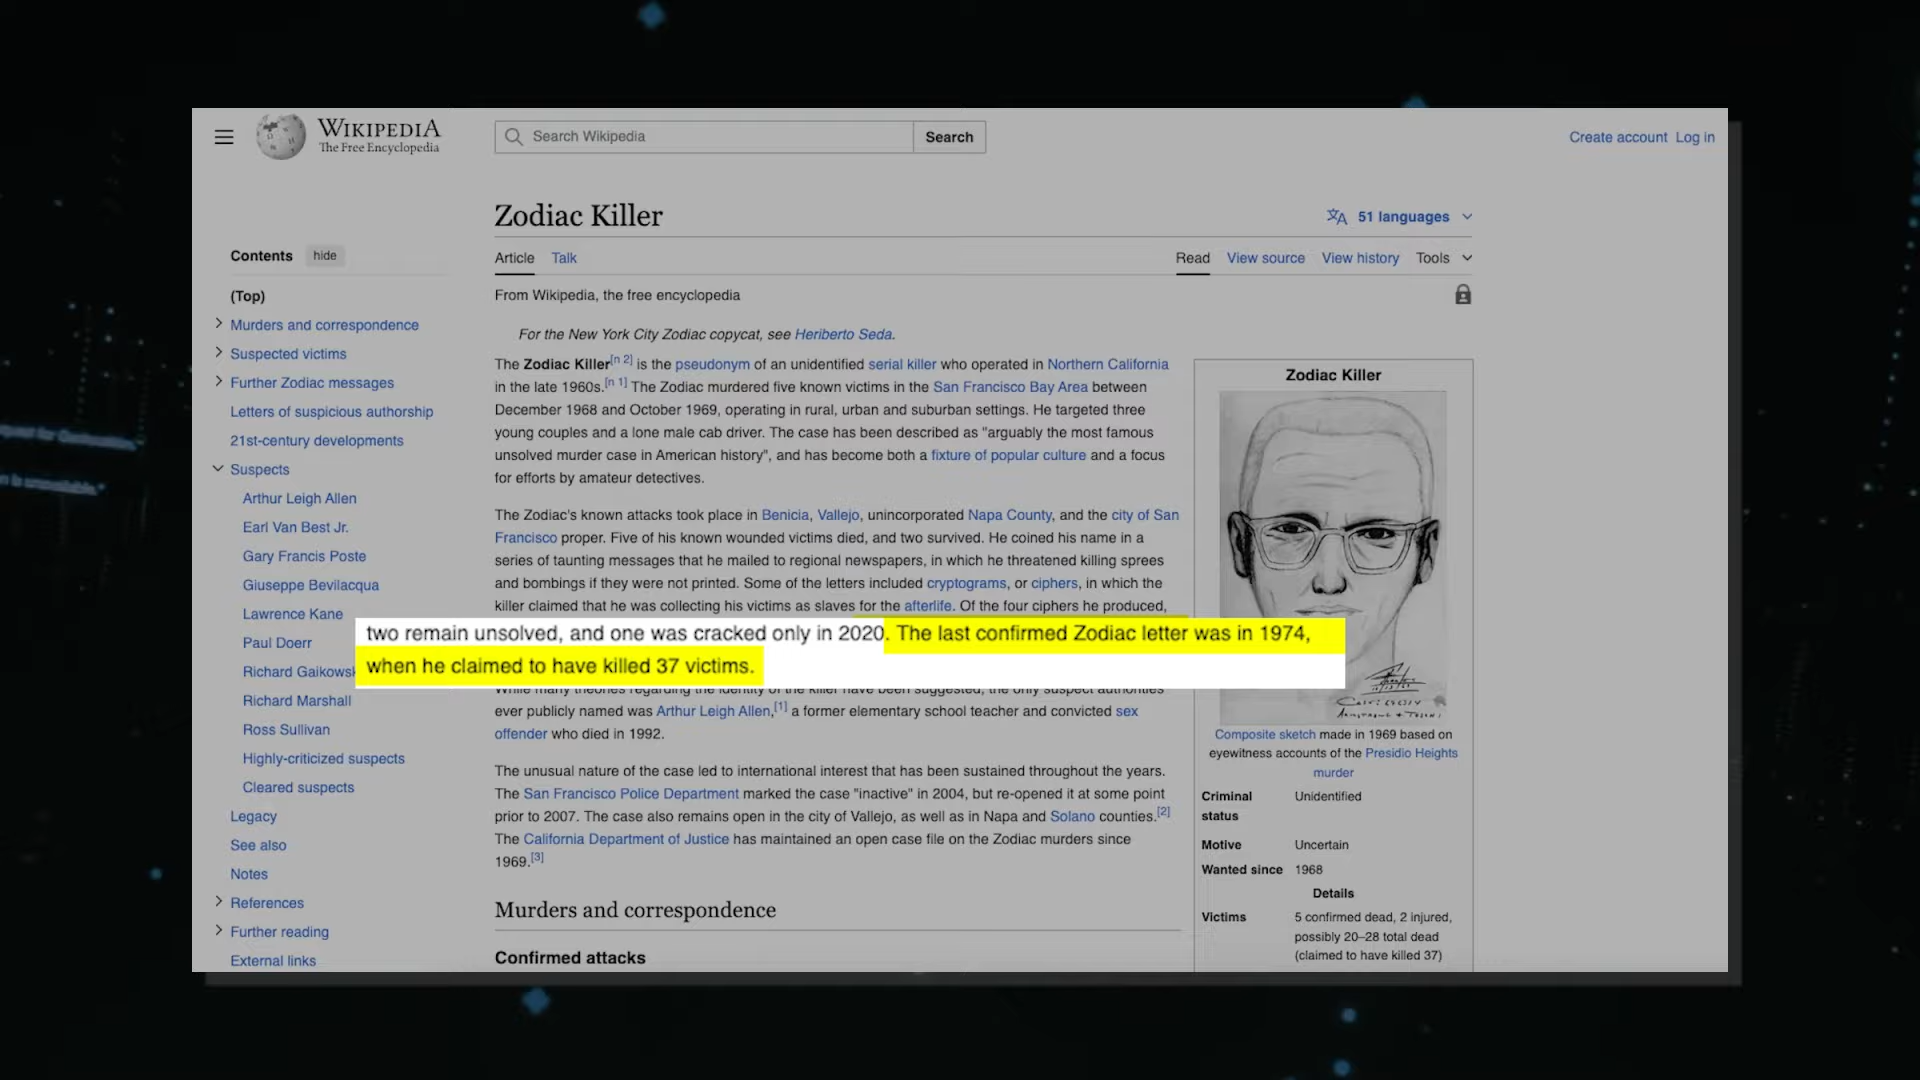 WIKIPEDIA
The Free Encyclopedia
Search Wikipedia
Search
Create account Log in
Zodiac Killer
51 languages
Contents hide
Article Talk
Read View source View history Tools
(Top)
Murders and correspondence
Suspected victims
Further Zodiac messages
Letters of suspicious authorship
21st-century developments
Suspects
Arthur Leigh Allen
Earl Van Best Jr.
Gary Francis Poste
Giuseppe Bevilacqua
Lawrence Kane
Paul Doerr
Richard Gaikows
Richard Marshall
Ross Sullivan
Highly-criticized suspects
Cleared suspects
Legacy
See also
Notes
References
Further reading
External links
From Wikipedia, the free encyclopedia
For the New York City Zodiac copycat, see Heriberto Seda.
The Zodiac Killer[n 2] is the pseudonym of an unidentified serial killer who operated in Northern California
in the late 1960s.[n 1] The Zodiac murdered five known victims in the San Francisco Bay Area between
December 1968 and October 1969, operating in rural, urban and suburban settings. He targeted three
young couples and a lone male cab driver. The case has been described as "arguably the most famous
unsolved murder case in American history", and has become both a fixture of popular culture and a focus
for efforts by amateur detectives.
The Zodiac's known attacks took place in Benicia, Vallejo, unincorporated Napa County, and the city of San
Francisco proper. Five of his known wounded victims died, and two survived. He coined his name in a
series of taunting messages that he mailed to regional newspapers, in which he threatened killing sprees
and bombings if they were not printed. Some of the letters included cryptograms, or ciphers, in which the
killer claimed that he was collecting his victims as slaves for the afterlife. Of the four ciphers he produced,
two remain unsolved, and one was cracked only in 2020. The last confirmed Zodiac letter was in 1974,
when he claimed to have killed 37 victims.
While many theories regarding the identity of the killer have been suggested, the only suspect authorities
ever publicly named was Arthur Leigh Allen,[1] a former elementary school teacher and convicted sex
offender who died in 1992.
The unusual nature of the case led to international interest that has been sustained throughout the years.
The San Francisco Police Department marked the case "inactive" in 2004, but re-opened it at some point
prior to 2007. The case also remains open in the city of Vallejo, as well as in Napa and Solano counties.[2]
The California Department of Justice has maintained an open case file on the Zodiac murders since
1969.[3]
Murders and correspondence
Confirmed attacks
Zodiac Killer
Composite sketch made in 1969 based on
eyewitness accounts of the Presidio Heights
murder
Criminal status Unidentified
Motive Uncertain
Wanted since 1968
Details
Victims 5 confirmed dead, 2 injured,
possibly 20–28 total dead
(claimed to have killed 37)